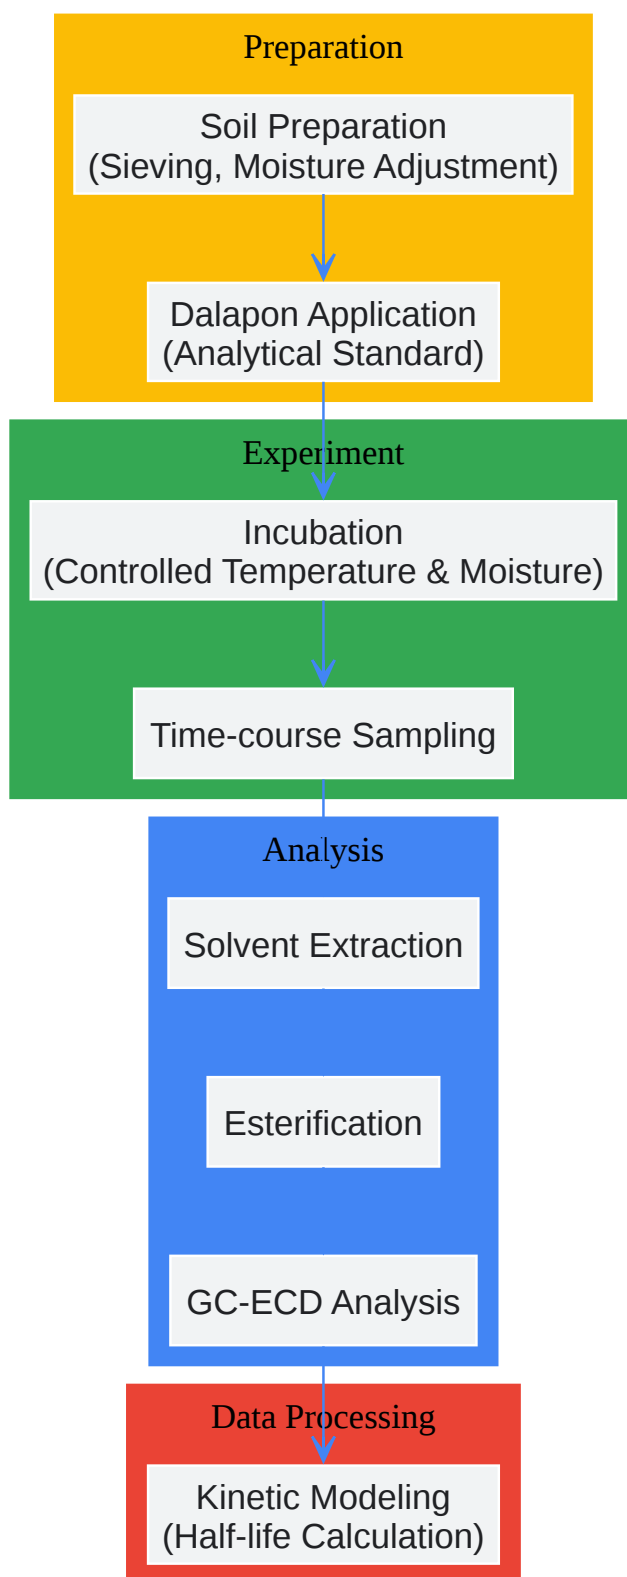 Preparation
Soil Preparation
(Sieving, Moisture Adjustment)
Dalapon Application
(Analytical Standard)
Experiment
Incubation
(Controlled Temperature & Moisture)
Time-course Sampling
Analysis
Solvent Extraction
Esterification
GC-ECD Analysis
Data Processing
Kinetic Modeling
(Half-life Calculation)